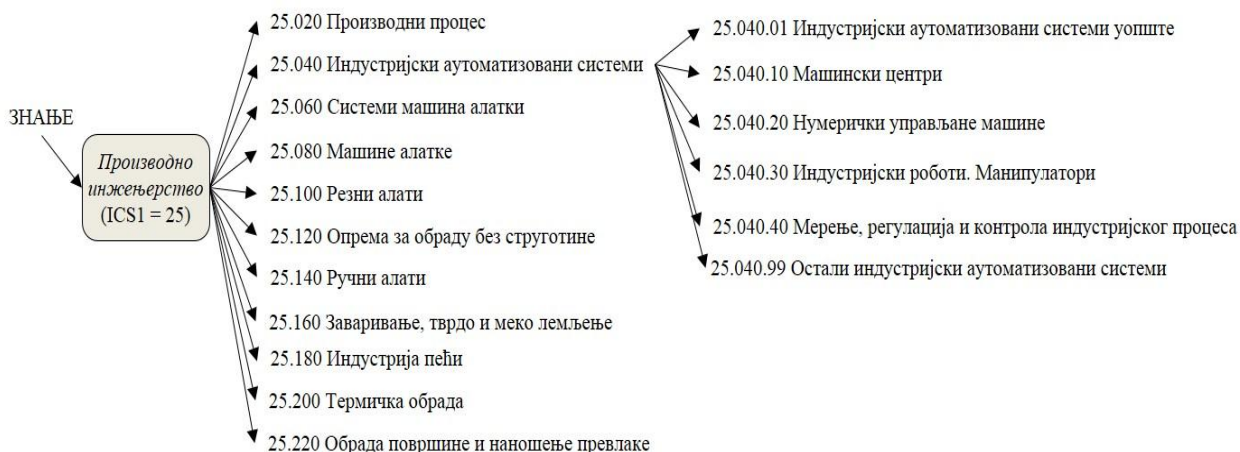 ЗНАЊЕ
Производно
инжењерство
(ICS1 = 25)
25.020 Производни процес
25.040 Индустријски аутоматизовани системи
25.060 Системи машина алатки
25.080 Машине алатке
25.100 Резни алати
25.120 Опрема за обраду без струготине
25.140 Ручни алати
25.160 Заваривање, тврдо и меко лемљење
25.180 Индустрија пећи
25.200 Термичка обрада
25.220 Обрада површине и наношење превлаке
25.040.01 Индустријски аутоматизовани системи уопште
25.040.10 Машински центри
25.040.20 Нумерички управљане машине
25.040.30 Индустријски роботи. Манипулатори
25.040.40 Мерење, регулација и контрола индустријског процеса
25.040.99 Остали индустријски аутоматизовани системи